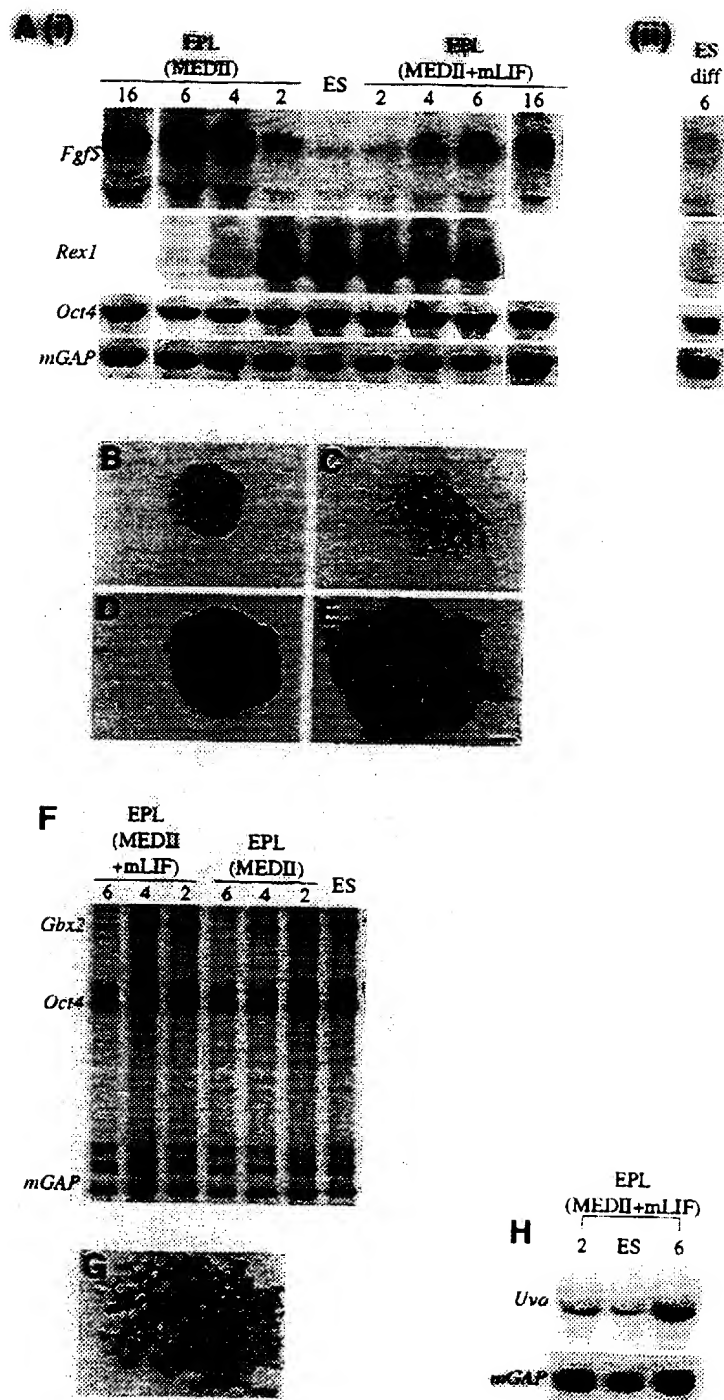 A (i)
EPL
(MEDII)
ES
EPL
(MEDII+mLIF)
16 6 4 2 2 4 6 16
Fgf5
Rex1
Oct4
mGAP
ES
diff
6
B
D
F
EPL
(MEDII
+mLIF)
EPL
(MEDII)
ES
6 4 2 6 4 2
Gbx2
Oct4
mGAP
G
H
EPL
(MEDII+mLIF)
2 ES 6
Uvo
mGAP